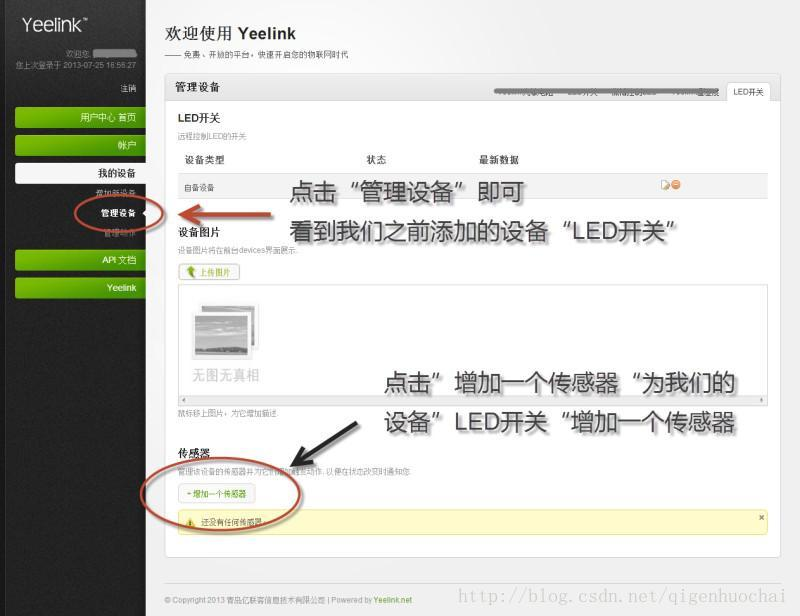 Yeelink™
欢迎您,
您上次登录于 2013-07-25 16:56:27
注销
用户中心 首页
帐户
我的设备
增加新设备
管理设备
管理动作
API 文档
Yeelink
欢迎使用 Yeelink
—— 免费、开放的平台，快速开启您的物联网时代
管理设备
LED开关
LED开关
远程控制LED的开关
设备类型 状态 最新数据
自备设备
点击“管理设备”即可
看到我们之前添加的设备“LED开关”
设备图片
设备图片将在前台devices界面展示.
上传图片
无图无真相
点击”增加一个传感器“为我们的
设备”LED开关“增加一个传感器
鼠标移上图片，为它增加描述.
传感器
管理该设备的传感器并为它们增加触发动作, 以便在状态改变时通知您.
+ 增加一个传感器
还没有任何传感器.
© Copyright 2013 青岛亿联客信息技术有限公司 | Powered by Yeelink.net
http://blog.csdn.net/qigenhuochai